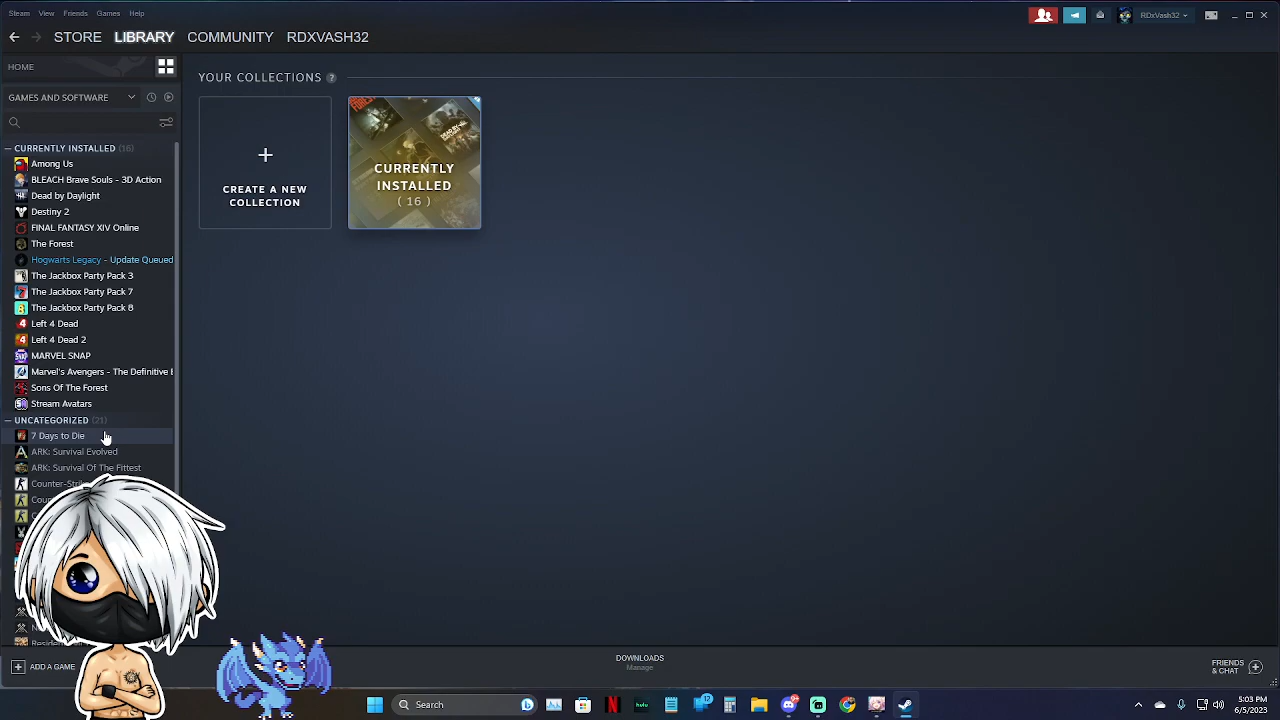 Steam View Friends Games Help
RDxVash32
STORE LIBRARY COMMUNITY RDXVASH32
HOME
YOUR COLLECTIONS ?
GAMES AND SOFTWARE
CURRENTLY INSTALLED (16)
Among Us
BLEACH Brave Souls - 3D Action
Dead by Daylight
Destiny 2
FINAL FANTASY XIV Online
The Forest
Hogwarts Legacy - Update Queued
The Jackbox Party Pack 3
The Jackbox Party Pack 7
The Jackbox Party Pack 8
Left 4 Dead
Left 4 Dead 2
MARVEL SNAP
Marvel's Avengers - The Definitive E
Sons Of The Forest
Stream Avatars
UNCATEGORIZED (21)
7 Days to Die
ARK: Survival Evolved
ARK: Survival Of The Fittest
Counter-Strik
Cou
+
CREATE A NEW
COLLECTION
CURRENTLY
INSTALLED
( 16 )
ADD A GAME
DOWNLOADS
Manage
FRIENDS
& CHAT
Search
hulu
12
5:03 PM
6/5/2023